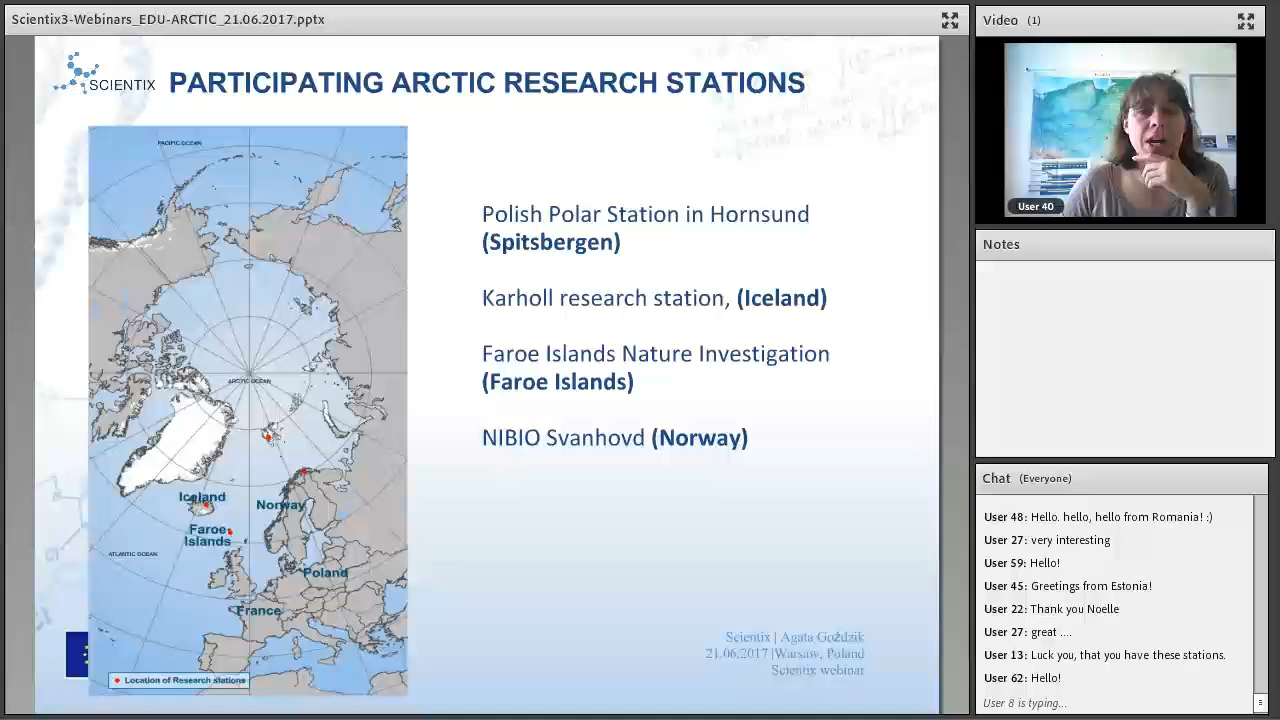 Scientix3-Webinars_EDU-ARCTIC_21.06.2017.pptx
SCIENTIX
PARTICIPATING ARCTIC RESEARCH STATIONS
PACIFIC OCEAN
ARCTIC OCEAN
Iceland
Norway
Faroe
Islands
ATLANTIC OCEAN
Poland
France
Location of Research stations
Polish Polar Station in Hornsund
(Spitsbergen)
Karholl research station, (Iceland)
Faroe Islands Nature Investigation
(Faroe Islands)
NIBIO Svanhovd (Norway)
Scientix | Agata Goździk
21.06.2017 |Warsaw, Poland
Scientix webinar
Video (1)
User 40
Notes
Chat (Everyone)
User 48: Hello. hello, hello from Romania! :)
User 27: very interesting
User 59: Hello!
User 45: Greetings from Estonia!
User 22: Thank you Noelle
User 27: great ....
User 13: Luck you, that you have these stations.
User 62: Hello!
User 8 is typing...